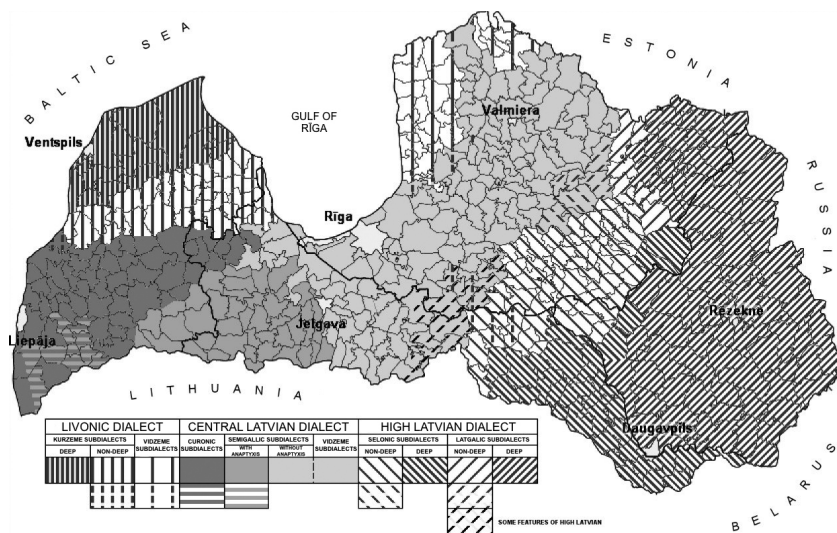 BALTIC SEA
ESTONIA
GULF OF
RĪGA
Valmiera
Ventspils
RUSSIA
Rīga
Rēzekne
Jelgava
Liepāja
LITHUANIA
Daugavpils
BELARUS
LIVONIC DIALECT CENTRAL LATVIAN DIALECT HIGH LATVIAN DIALECT
KURZEME SUBDIALECTS VIDZEME SUBDIALECTS CURONIC SUBDIALECTS SEMIGALLIC SUBDIALECTS VIDZEME SUBDIALECTS SELONIC SUBDIALECTS LATGALIC SUBDIALECTS
DEEP NON-DEEP WITH ANAPTYXIS WITHOUT ANAPTYXIS NON-DEEP DEEP NON-DEEP DEEP
SOME FEATURES OF HIGH LATVIAN